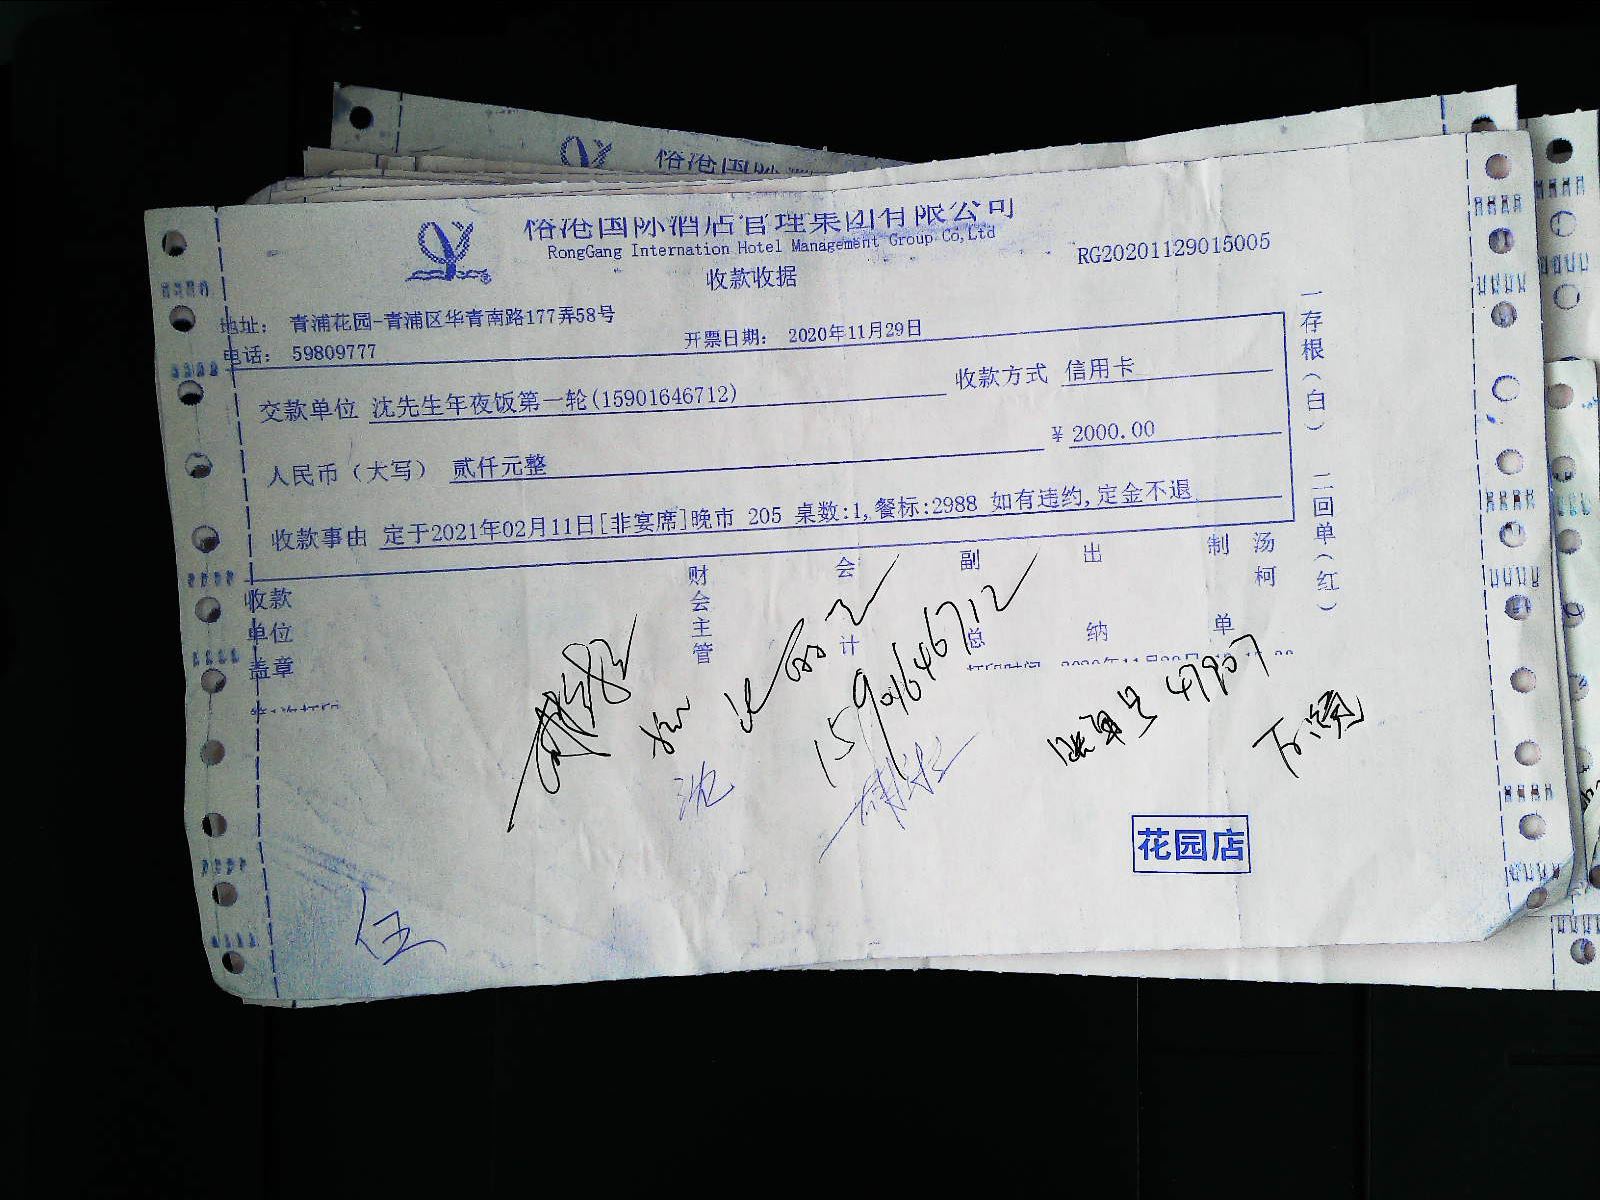 俗港国际酒店管理集团有限公司
RongGang Internation Hotel Management Group Co,Ltd
收款收据
RG20201129015005
地址： 青浦花园-青浦区华青南路177弄58号
电话： 59809777
开票日期： 2020年11月29日
交款单位 沈先生年夜饭第一轮(15901646712)
收款方式 信用卡
人民币（大写） 贰仟元整
¥ 2000.00
收款事由 定于2021年02月11日[非宴席]晚市 205 桌数:1,餐标:2988 如有违约,定金不退
收款单位盖章
财会主管
会计
副总
出纳
制单
汤柯
一存根（白） 二回单（红）
15901646712
沈
47907
花园店